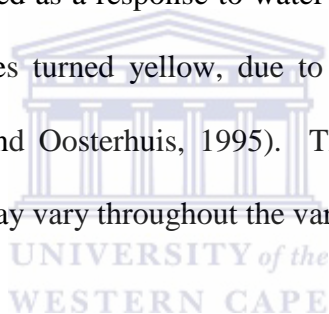 ed as a response to water
es turned yellow, due to
nd Oosterhuis, 1995). T
ay vary throughout the var
UNIVERSITY of the
WESTERN CAPE